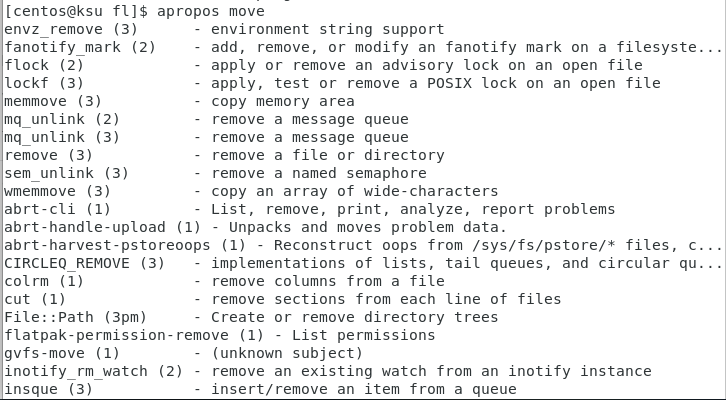 [centos@ksu fl]$ apropos move
envz_remove (3)      - environment string support
fanotify_mark (2)    - add, remove, or modify an fanotify mark on a filesyste...
flock (2)            - apply or remove an advisory lock on an open file
lockf (3)            - apply, test or remove a POSIX lock on an open file
memmove (3)          - copy memory area
mq_unlink (2)        - remove a message queue
mq_unlink (3)        - remove a message queue
remove (3)           - remove a file or directory
sem_unlink (3)       - remove a named semaphore
wmemmove (3)         - copy an array of wide-characters
abrt-cli (1)         - List, remove, print, analyze, report problems
abrt-handle-upload (1) - Unpacks and moves problem data.
abrt-harvest-pstoreoops (1) - Reconstruct oops from /sys/fs/pstore/* files, c...
CIRCLEQ_REMOVE (3)   - implementations of lists, tail queues, and circular qu...
colrm (1)            - remove columns from a file
cut (1)              - remove sections from each line of files
File::Path (3pm)     - Create or remove directory trees
flatpak-permission-remove (1) - List permissions
gvfs-move (1)        - (unknown subject)
inotify_rm_watch (2) - remove an existing watch from an inotify instance
insque (3)           - insert/remove an item from a queue